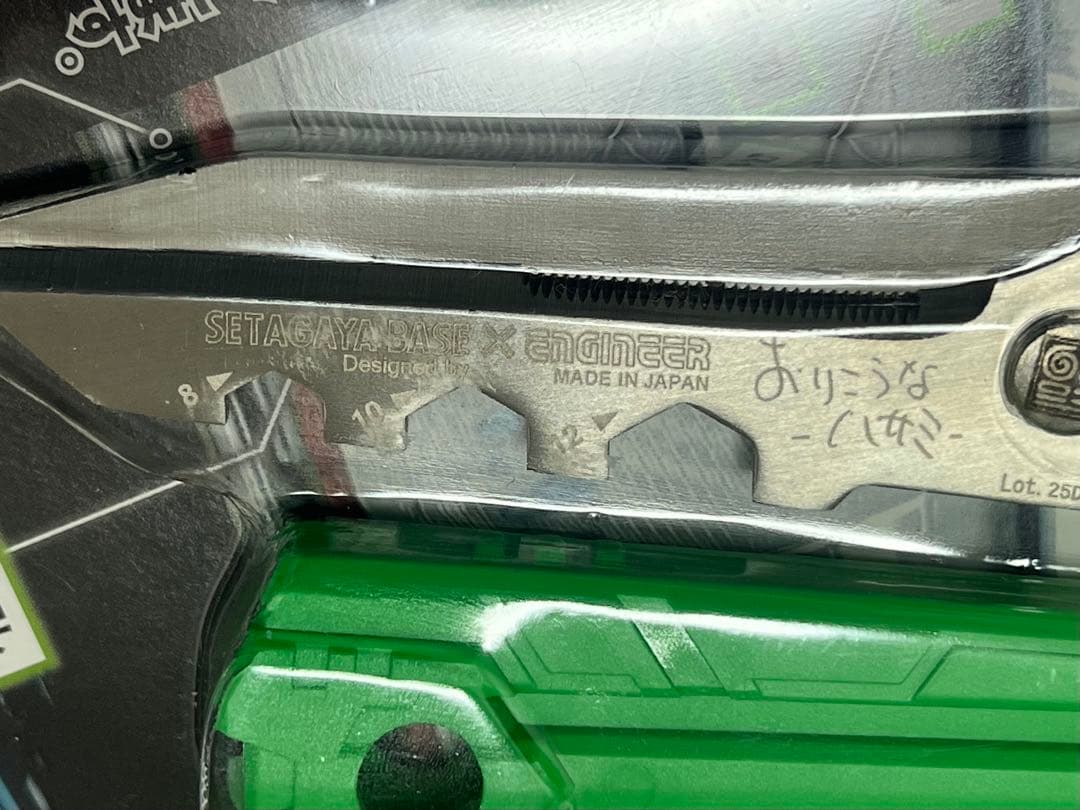 SETAGAYA BASE × ENGINEER
Designed by
MADE IN JAPAN
8
10
12
おりこうな
-ハサミ-
Lot. 25D